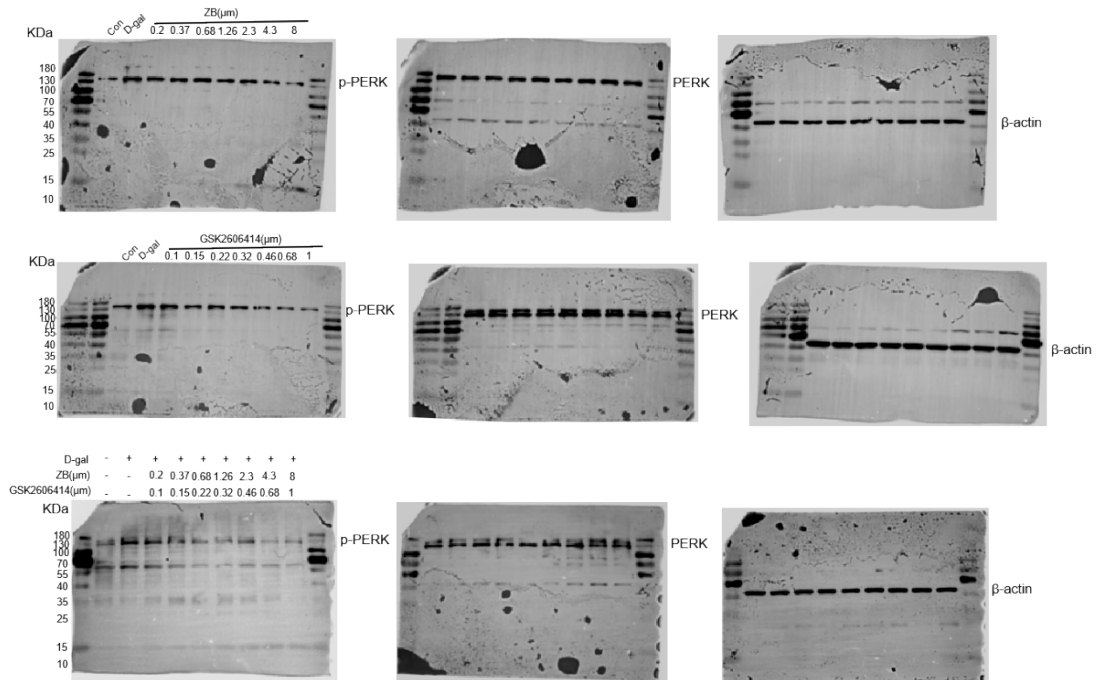 ZB(μm)
Con D-gal 0.2 0.37 0.68 1.26 2.3 4.3 8
KDa
180
130
100
70
55
40
35
25
15
10
p-PERK
PERK
β-actin
GSK2606414(μm)
Con D-gal 0.1 0.15 0.22 0.32 0.46 0.68 1
KDa
180
130
100
70
55
40
35
25
15
10
p-PERK
PERK
β-actin
D-gal - + + + + + + + +
ZB(μm) - - 0.2 0.37 0.68 1.26 2.3 4.3 8
GSK2606414(μm) - - 0.1 0.15 0.22 0.32 0.46 0.68 1
KDa
180
130
100
70
55
40
35
25
15
10
p-PERK
PERK
β-actin